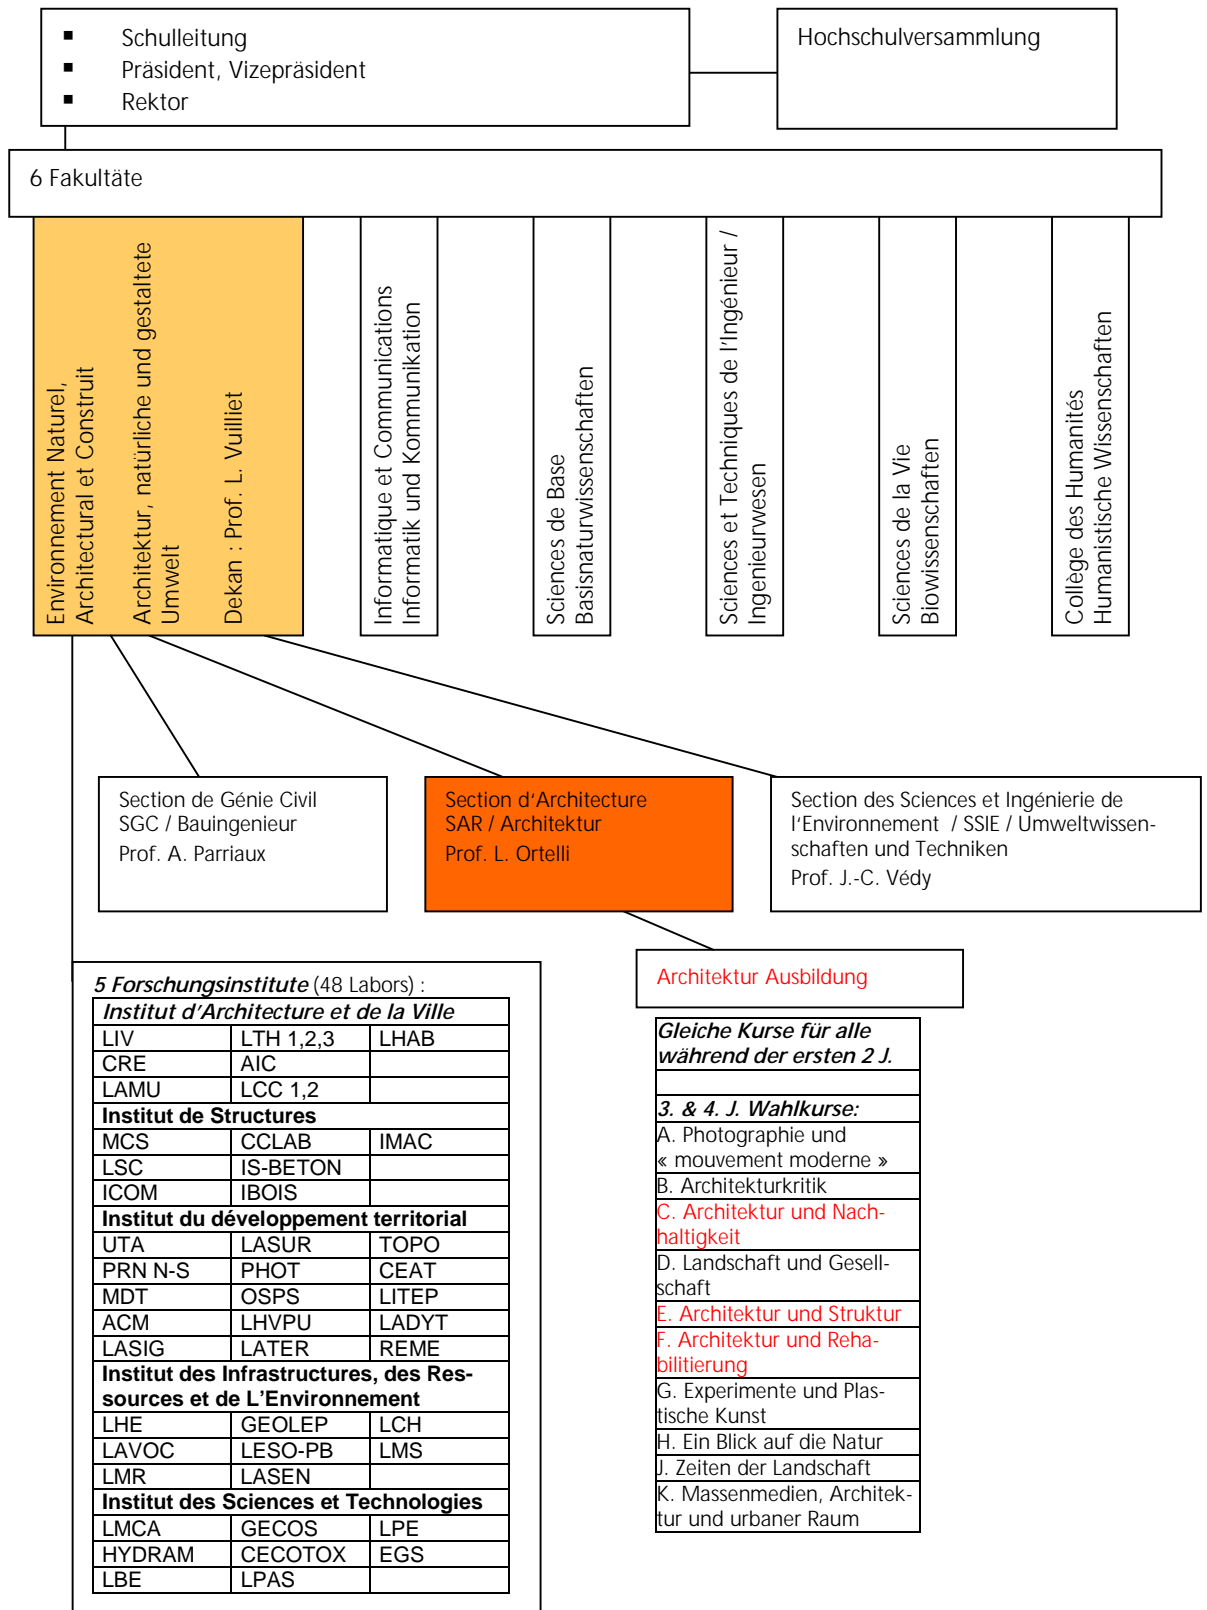 ▪ Schulleitung
▪ Präsident, Vizepräsident
▪ Rektor
Hochschulversammlung
6 Fakultäte
Environnement Naturel,
Architectural et Construit
Architektur, natürliche und gestaltete
Umwelt
Dekan : Prof. L. Vuilliet
Informatique et Communications
Informatik und Kommunikation
Sciences de Base
Basisnaturwissenschaften
Sciences et Techniques de l'Ingénieur /
Ingenieurwesen
Sciences de la Vie
Biowissenschaften
Collège des Humanités
Humanistische Wissenschaften
Section de Génie Civil
SGC / Bauingenieur
Prof. A. Parriaux
Section d'Architecture
SAR / Architektur
Prof. L. Ortelli
Section des Sciences et Ingénierie de
l'Environnement / SSIE / Umweltwissen-
schaften und Techniken
Prof. J.-C. Védy
5 Forschungsinstitute (48 Labors) :
Institut d'Architecture et de la Ville
LIV LTH 1,2,3 LHAB
CRE AIC
LAMU LCC 1,2
Institut de Structures
MCS CCLAB IMAC
LSC IS-BETON
ICOM IBOIS
Institut du développement territorial
UTA LASUR TOPO
PRN N-S PHOT CEAT
MDT OSPS LITEP
ACM LHVPU LADYT
LASIG LATER REME
Institut des Infrastructures, des Res-
sources et de L'Environnement
LHE GEOLEP LCH
LAVOC LESO-PB LMS
LMR LASEN
Institut des Sciences et Technologies
LMCA GECOS LPE
HYDRAM CECOTOX EGS
LBE LPAS
Architektur Ausbildung
Gleiche Kurse für alle
während der ersten 2 J.
3. & 4. J. Wahlkurse:
A. Photographie und
« mouvement moderne »
B. Architekturkritik
C. Architektur und Nach-
haltigkeit
D. Landschaft und Gesell-
schaft
E. Architektur und Struktur
F. Architektur und Reha-
bilitierung
G. Experimente und Plas-
tische Kunst
H. Ein Blick auf die Natur
J. Zeiten der Landschaft
K. Massenmedien, Architek-
tur und urbaner Raum